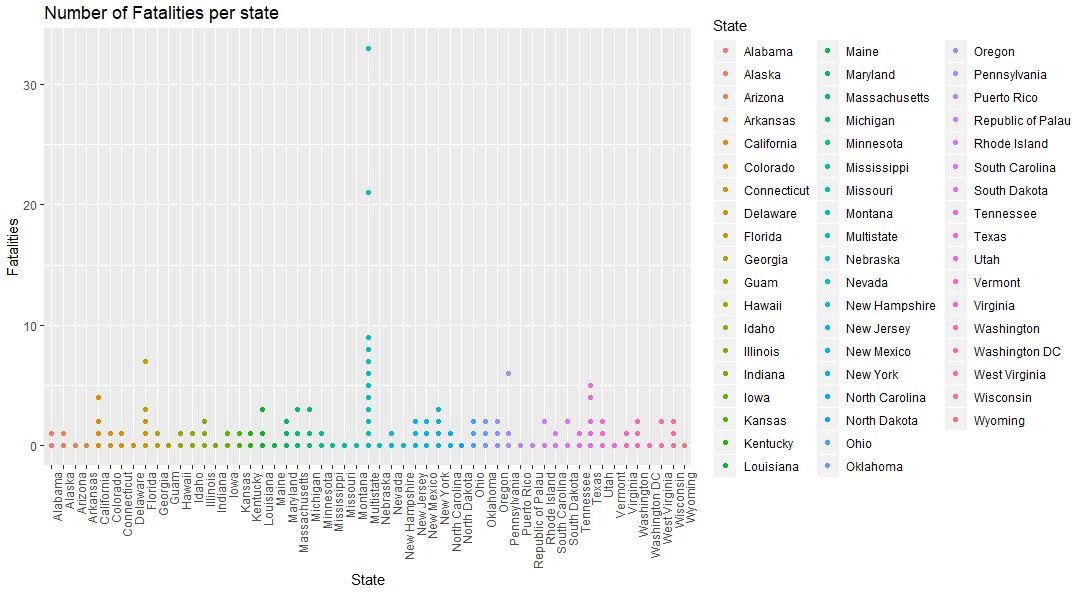 Number of Fatalities per state
Fatalities
30
20
10
0
Alabama
Alaska
Arizona
Arkansas
California
Colorado
Connecticut
Delaware
Florida
Georgia
Guam
Hawaii
Idaho
Illinois
Indiana
Iowa
Kansas
Kentucky
Louisiana
Maine
Maryland
Massachusetts
Michigan
Minnesota
Mississippi
Missouri
Montana
Multistate
Nebraska
Nevada
New Hampshire
New Jersey
New Mexico
New York
North Carolina
North Dakota
Ohio
Oklahoma
Oregon
Pennsylvania
Puerto Rico
Republic of Palau
Rhode Island
South Carolina
South Dakota
Tennessee
Texas
Utah
Vermont
Virginia
Washington
Washington DC
West Virginia
Wisconsin
Wyoming
State
State
Alabama
Alaska
Arizona
Arkansas
California
Colorado
Connecticut
Delaware
Florida
Georgia
Guam
Hawaii
Idaho
Illinois
Indiana
Iowa
Kansas
Kentucky
Louisiana
Maine
Maryland
Massachusetts
Michigan
Minnesota
Mississippi
Missouri
Montana
Multistate
Nebraska
Nevada
New Hampshire
New Jersey
New Mexico
New York
North Carolina
North Dakota
Ohio
Oklahoma
Oregon
Pennsylvania
Puerto Rico
Republic of Palau
Rhode Island
South Carolina
South Dakota
Tennessee
Texas
Utah
Vermont
Virginia
Washington
Washington DC
West Virginia
Wisconsin
Wyoming